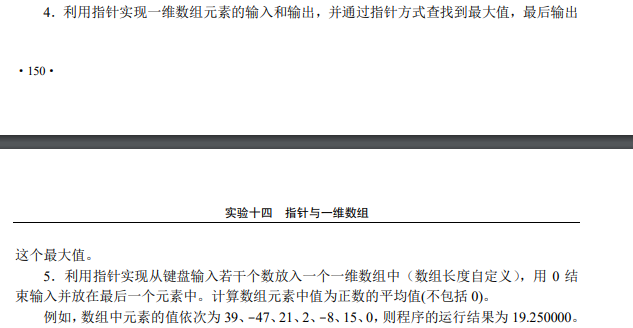 4．利用指针实现一维数组元素的输入和输出，并通过指针方式查找到最大值，最后输出
·150·
实验十四 指针与一维数组
这个最大值。
5．利用指针实现从键盘输入若干个数放入一个一维数组中（数组长度自定义），用 0 结
束输入并放在最后一个元素中。计算数组元素中值为正数的平均值(不包括 0)。
例如，数组中元素的值依次为 39、−47、21、2、−8、15、0，则程序的运行结果为 19.250000。